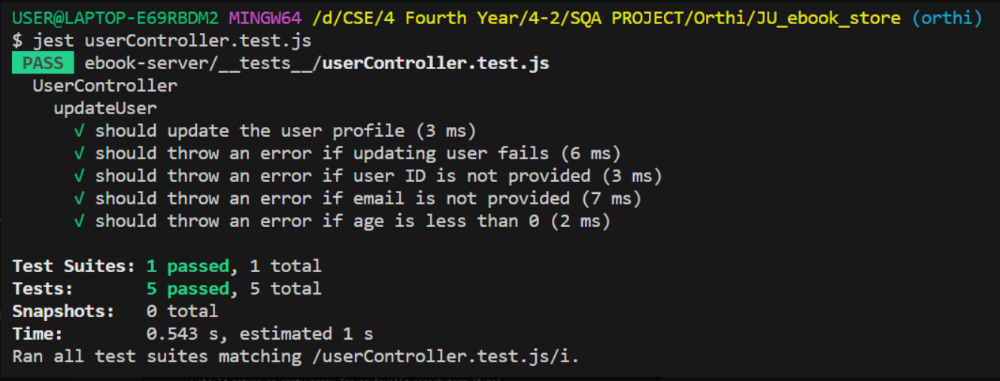 USER@LAPTOP-E69RBDM2 MINGW64 /d/CSE/4 Fourth Year/4-2/SQA PROJECT/Orthi/JU_ebook_store (orthi)
$ jest userController.test.js
PASS ebook-server/__tests__/userController.test.js
UserController
updateUser
√ should update the user profile (3 ms)
√ should throw an error if updating user fails (6 ms)
√ should throw an error if user ID is not provided (3 ms)
√ should throw an error if email is not provided (7 ms)
√ should throw an error if age is less than 0 (2 ms)
Test Suites: 1 passed, 1 total
Tests: 5 passed, 5 total
Snapshots: 0 total
Time: 0.543 s, estimated 1 s
Ran all test suites matching /userController.test.js/i.